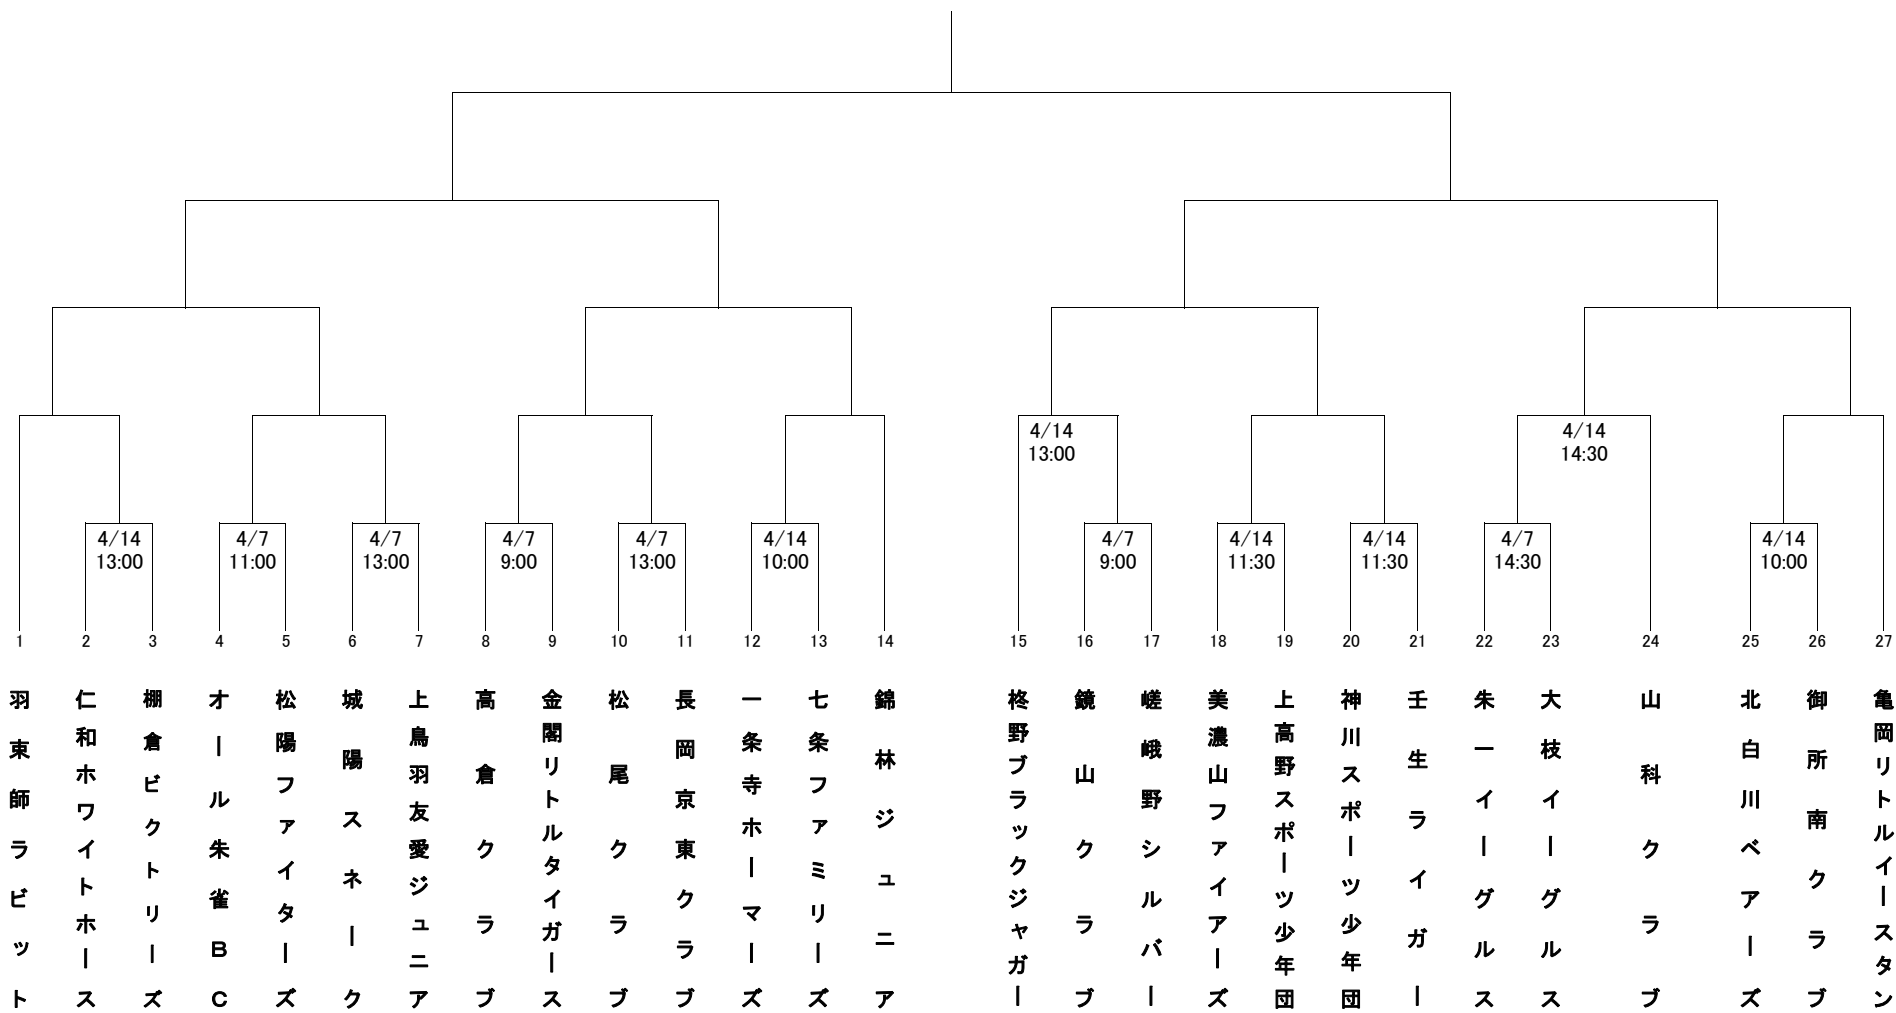 4/14
13:00
4/14
14:30
4/14
13:00
4/7
11:00
4/7
13:00
4/7
9:00
4/7
13:00
4/14
10:00
4/7
9:00
4/14
11:30
4/14
11:30
4/7
14:30
4/14
10:00
1
2
3
4
5
6
7
8
9
10
11
12
13
14
15
16
17
18
19
20
21
22
23
24
25
26
27
羽東師ラビット
仁和ホワイトホース
棚倉ビクトリーズ
オール朱雀BC
松陽ファイターズ
城陽スネーク
上鳥羽友愛ジュニア
高倉クラブ
金閣リトルタイガース
松尾クラブ
長岡京東クラブ
一条寺ホーマーズ
七条ファミリーズ
錦林ジュニア
柊野ブラックジャガー
鏡山クラブ
嵯峨野シルバー
美濃山ファイアーズ
上高野スポーツ少年団
神川スポーツ少年団
壬生ライガー
朱一イーグルス
大枝イーグルス
山科クラブ
北白川ベアーズ
御所南クラブ
亀岡リトルイースタン